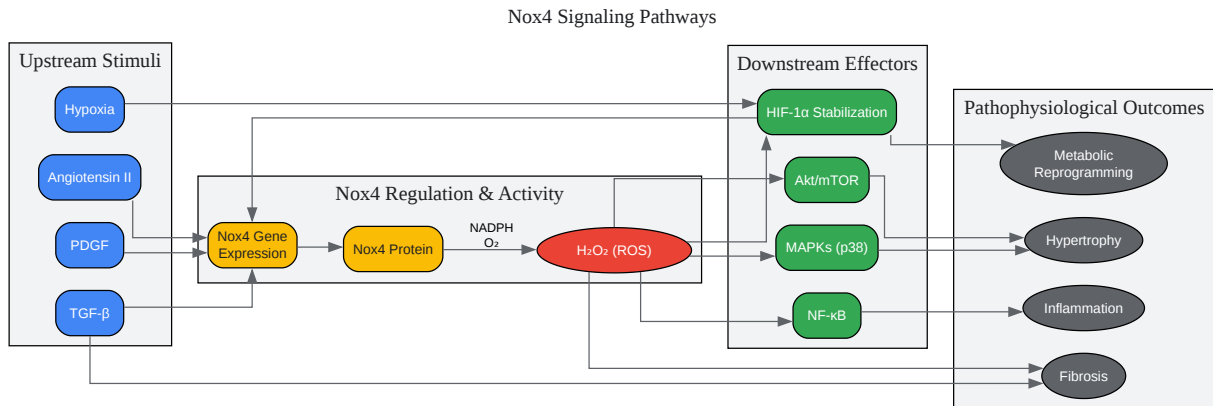 Nox4 Signaling Pathways
Upstream Stimuli
Hypoxia
Angiotensin II
PDGF
TGF-β
Nox4 Regulation & Activity
Nox4 Gene
Expression
Nox4 Protein
NADPH
O₂
H₂O₂ (ROS)
Downstream Effectors
HIF-1α Stabilization
Akt/mTOR
MAPKs (p38)
NF-κB
Pathophysiological Outcomes
Metabolic
Reprogramming
Hypertrophy
Inflammation
Fibrosis